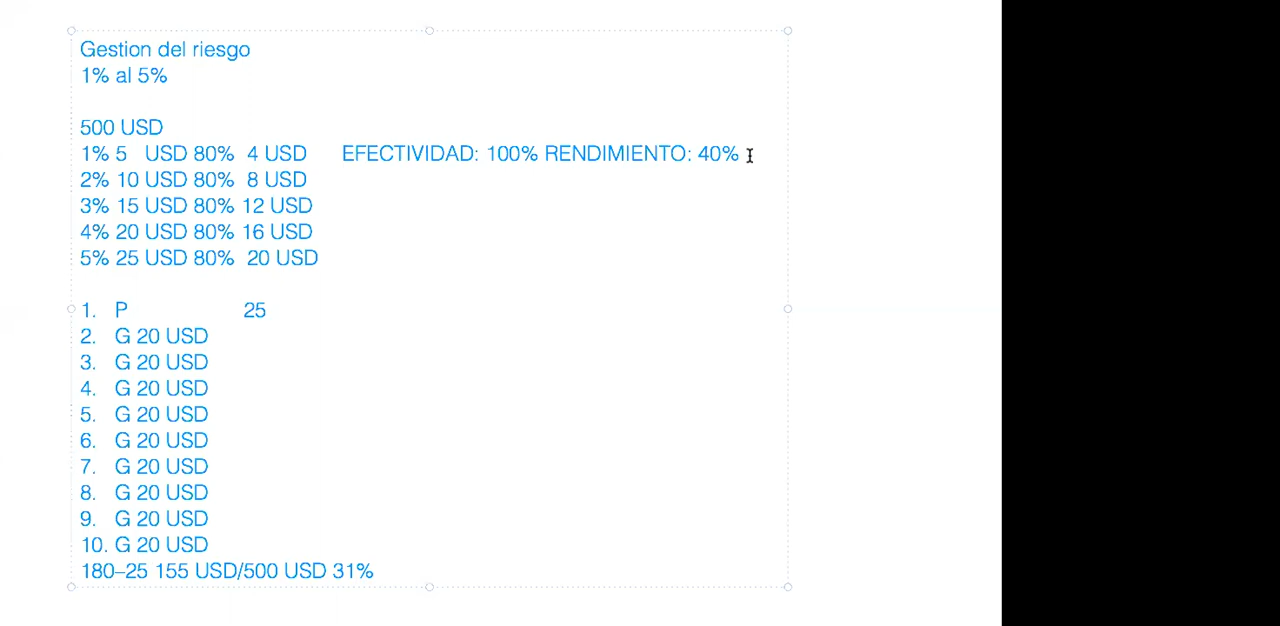 Gestion del riesgo
1% al 5%
500 USD
1% 5 USD 80% 4 USD EFECTIVIDAD: 100% RENDIMIENTO: 40%
2% 10 USD 80% 8 USD
3% 15 USD 80% 12 USD
4% 20 USD 80% 16 USD
5% 25 USD 80% 20 USD
1. P 25
2. G 20 USD
3. G 20 USD
4. G 20 USD
5. G 20 USD
6. G 20 USD
7. G 20 USD
8. G 20 USD
9. G 20 USD
10. G 20 USD
180–25 155 USD/500 USD 31%